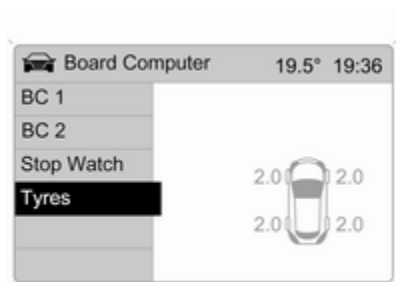 Board Computer 19.5° 19:36
BC 1
BC 2
Stop Watch
Tyres
2.0 2.0
2.0 2.0